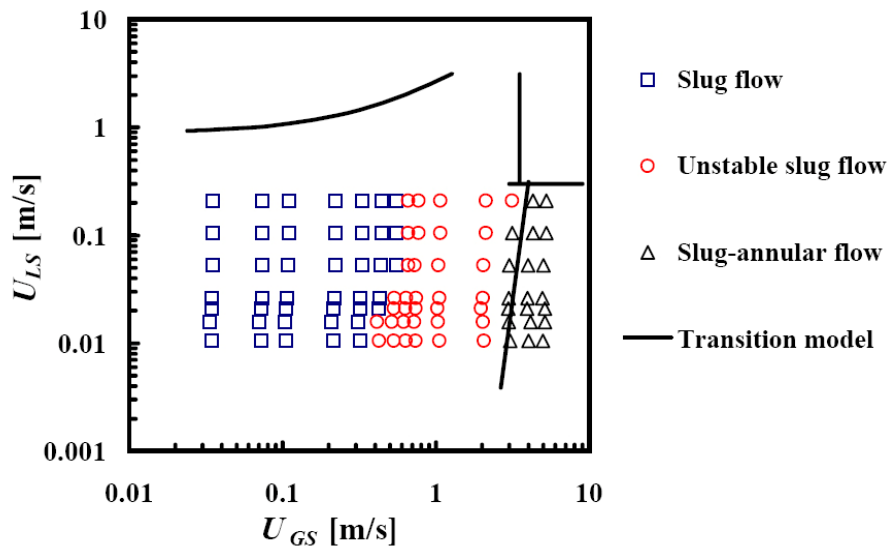 10
1
0.1
0.01
0.001
U_LS [m/s]
0.01 0.1 1 10
U_GS [m/s]
Slug flow
Unstable slug flow
Slug-annular flow
Transition model